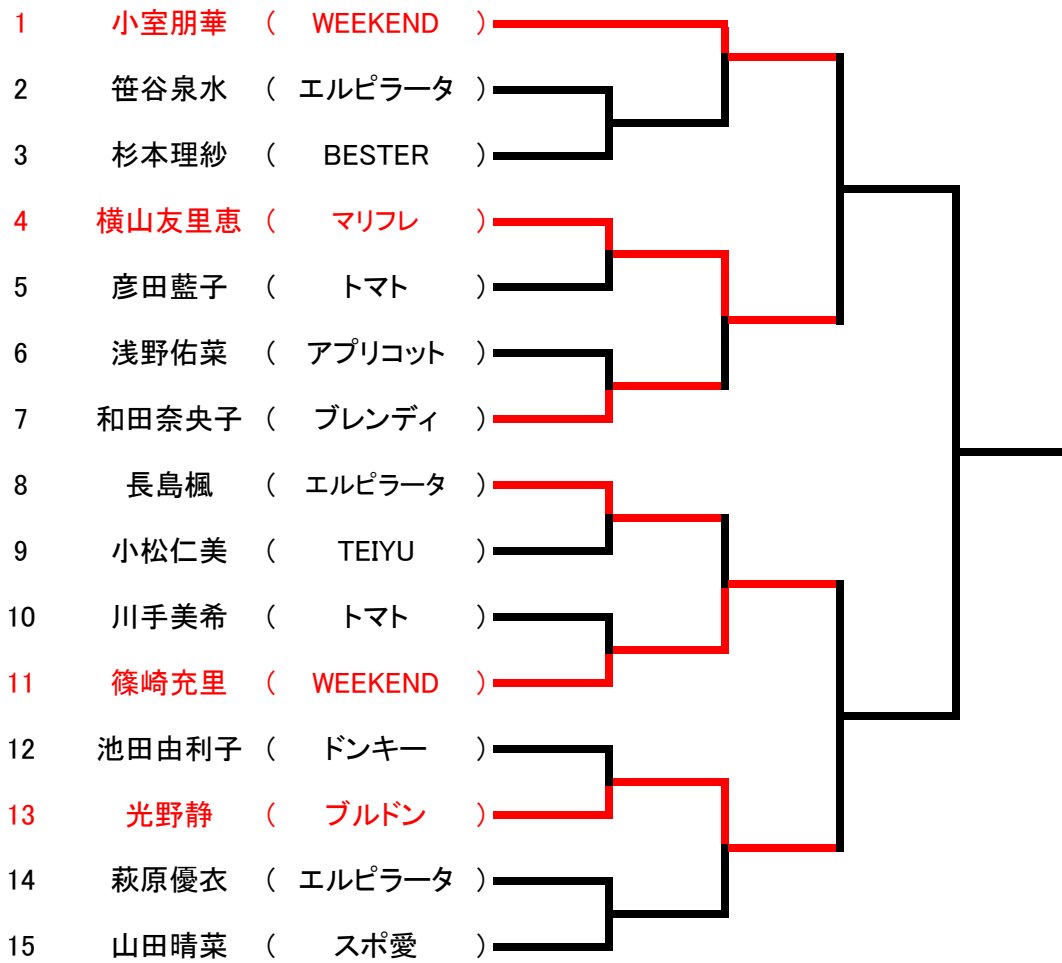 1 小室朋華 ( WEEKEND )
2 笹谷泉水 ( エルピラータ )
3 杉本理紗 ( BESTER )
4 横山友里恵 ( マリフレ )
5 彦田藍子 ( トマト )
6 浅野佑菜 ( アプリコット )
7 和田奈央子 ( ブレンディ )
8 長島楓 ( エルピラータ )
9 小松仁美 ( TEIYU )
10 川手美希 ( トマト )
11 篠崎充里 ( WEEKEND )
12 池田由利子 ( ドンキー )
13 光野静 ( ブルドン )
14 萩原優衣 ( エルピラータ )
15 山田晴菜 ( スポ愛 )